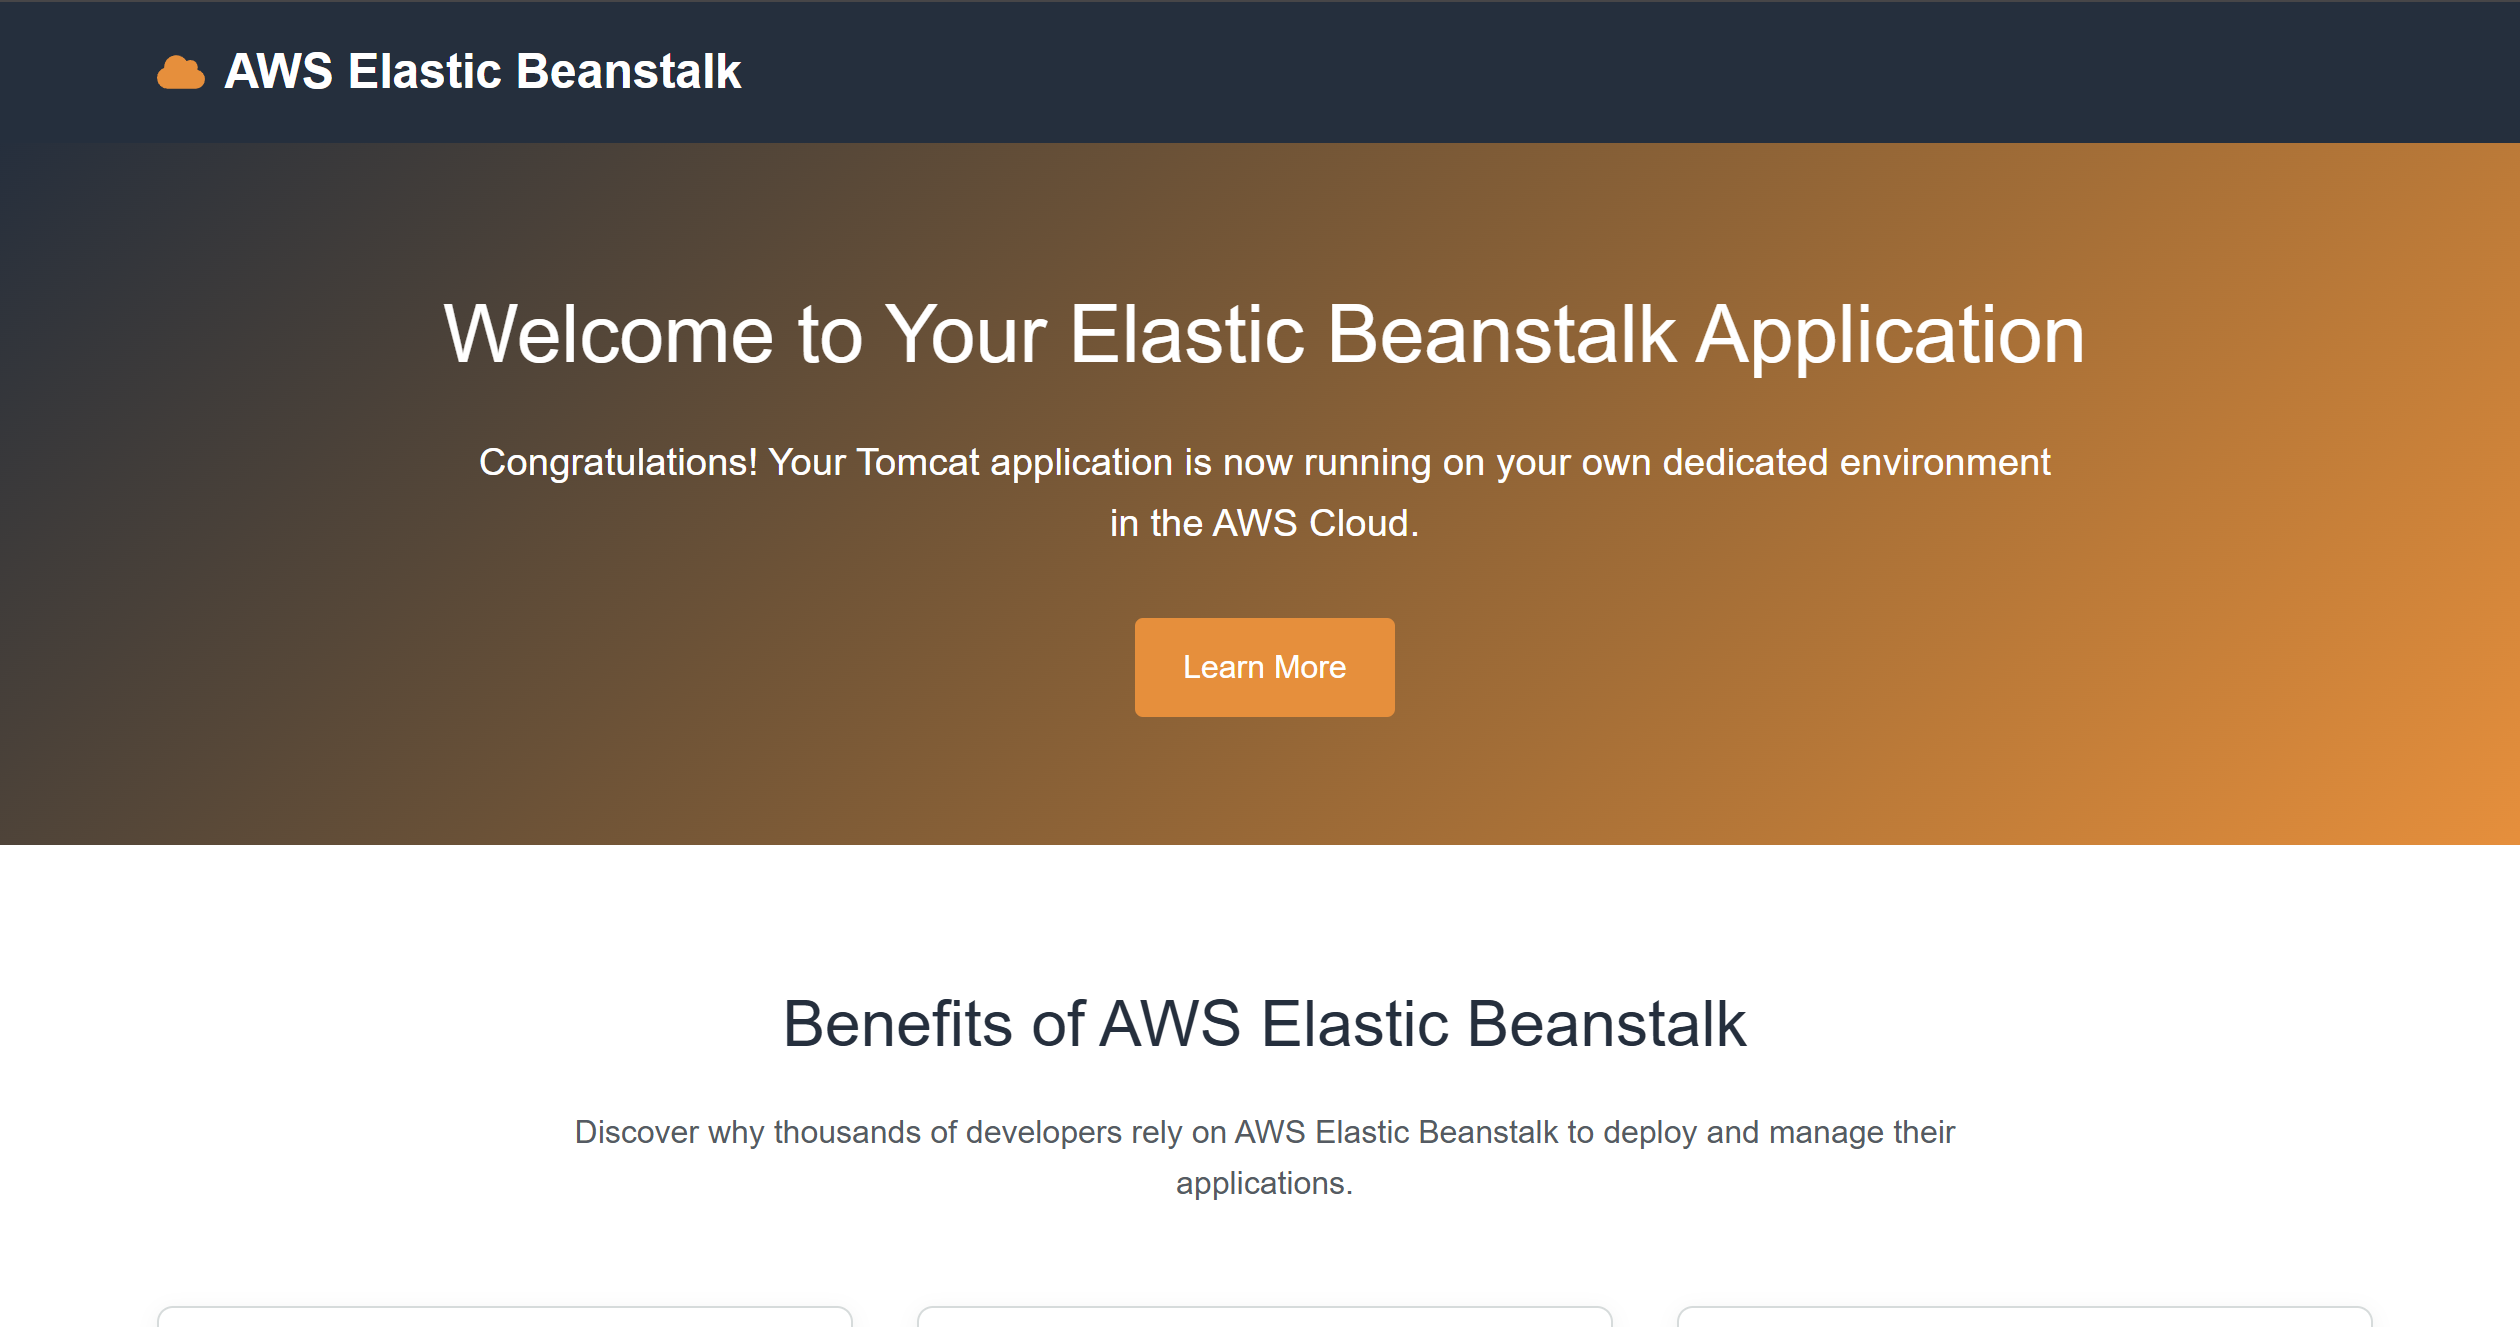 AWS Elastic Beanstalk
Welcome to Your Elastic Beanstalk Application
Congratulations! Your Tomcat application is now running on your own dedicated environment
in the AWS Cloud.
Learn More
Benefits of AWS Elastic Beanstalk
Discover why thousands of developers rely on AWS Elastic Beanstalk to deploy and manage their
applications.